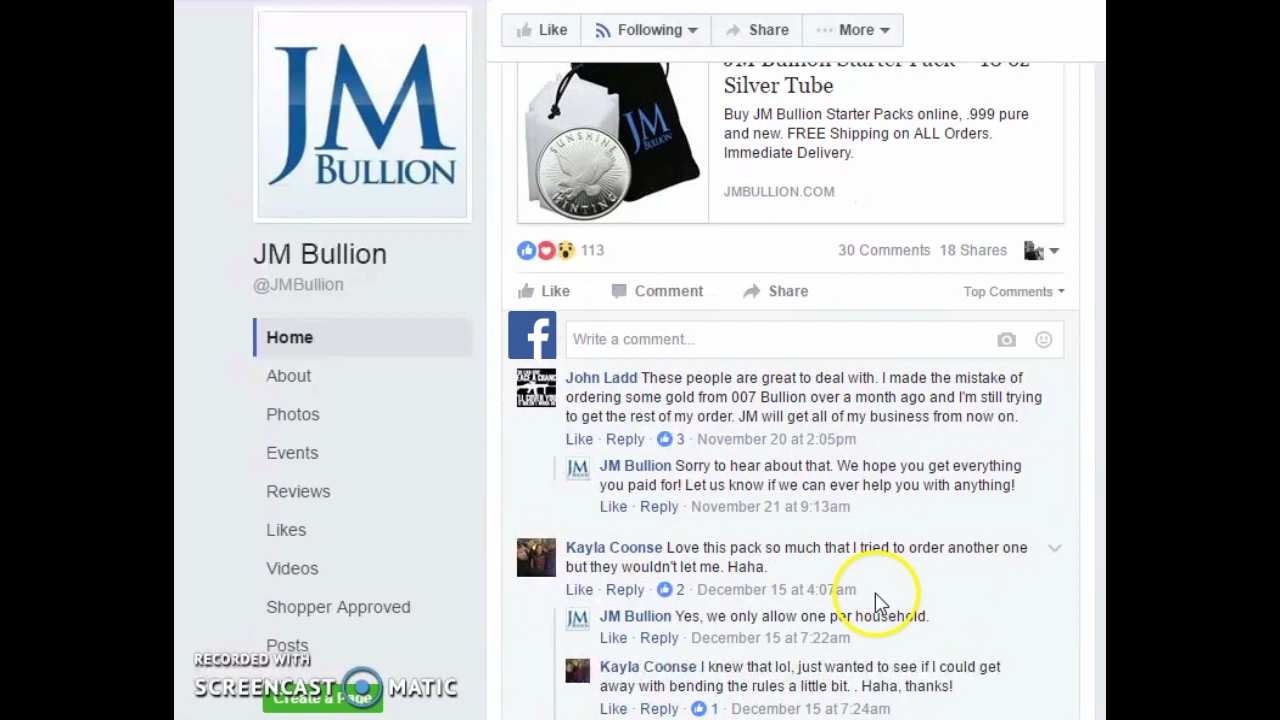 JM
BULLION
JM Bullion
@JMBullion
Home
About
Photos
Events
Reviews
Likes
Videos
Shopper Approved
Posts
RECORDED WITH
SCREENCAST MATIC
Create a Page
Like Following Share More
JM Bullion Starter Pack
Silver Tube
Buy JM Bullion Starter Packs online, .999 pure
and new. FREE Shipping on ALL Orders.
Immediate Delivery.
JMBULLION.COM
JM
BULLION
SUNSHINE
MINTING
113 30 Comments 18 Shares
Like Comment Share Top Comments
Write a comment...
John Ladd These people are great to deal with. I made the mistake of
ordering some gold from 007 Bullion over a month ago and I'm still trying
to get the rest of my order. JM will get all of my business from now on.
Like · Reply · 3 · November 20 at 2:05pm
JM
JM Bullion Sorry to hear about that. We hope you get everything
you paid for! Let us know if we can ever help you with anything!
Like · Reply · November 21 at 9:13am
Kayla Coonse Love this pack so much that I tried to order another one
but they wouldn't let me. Haha.
Like · Reply · 2 · December 15 at 4:07am
JM
JM Bullion Yes, we only allow one per household.
Like · Reply · December 15 at 7:22am
Kayla Coonse I knew that lol, just wanted to see if I could get
away with bending the rules a little bit. . Haha, thanks!
Like · Reply · 1 · December 15 at 7:24am